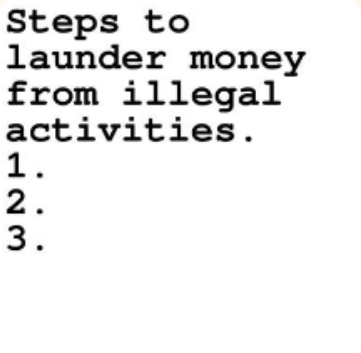 Steps to
launder money
from illegal
activities.
1.
2.
3.